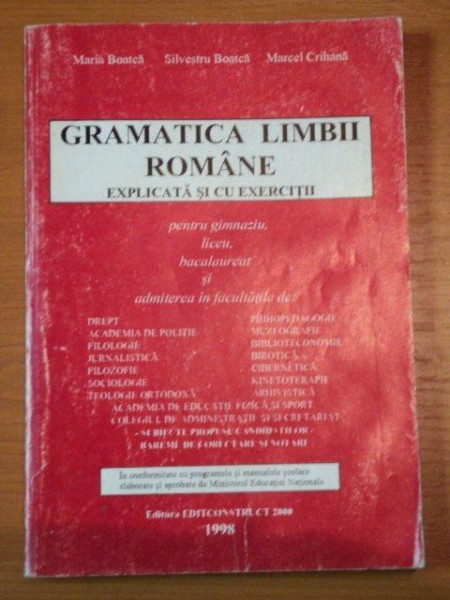 Maria Boatcă Silvestru Boatcă Marcel Crihană
GRAMATICA LIMBII
ROMÂNE
EXPLICATĂ ȘI CU EXERCIȚII
pentru gimnaziu,
liceu,
bacalaureat
și
admiterea în facultățile de:
DREPT PSIHOPEDAGOGIE
ACADEMIA DE POLIȚIE MUZEOGRAFIE
FILOLOGIE BIBLIOTECONOMIE
JURNALISTICĂ BIROTICĂ
FILOZOFIE CIBERNETICĂ
SOCIOLOGIE KINETOTERAPIE
TEOLOGIE ORTODOXĂ ARHIVISTICĂ
ACADEMIA DE EDUCAȚIE FIZICĂ ȘI SPORT
COLEGIUL DE ADMINISTRAȚII ȘI SECRETARIAT
- SUBIECTE PROPUSE CANDIDAȚILOR -
- BAREME DE CORECTARE ȘI NOTARE -
În conformitate cu programele și manualele școlare
elaborate și aprobate de Ministerul Educației Naționale
Editura EDITCONSTRUCT 2000
1998